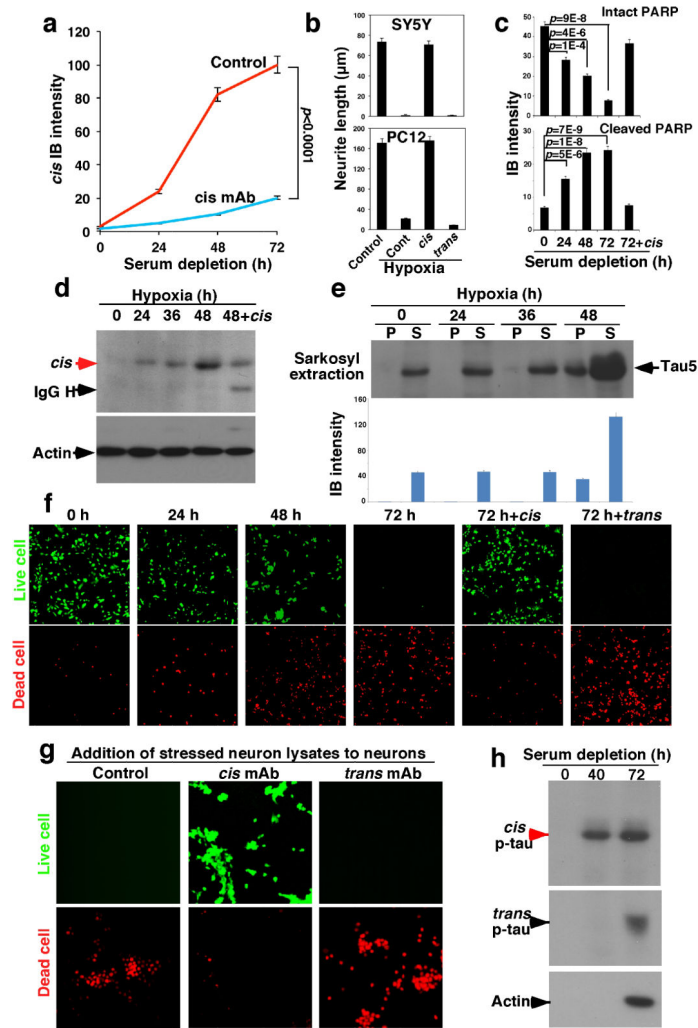 a
cis IB intensity
120
100
80
60
40
20
0
Control
cis mAb
p<0.0001
0 24 48 72
Serum depletion (h)
b
Neurite length (µm)
SY5Y
100
80
60
40
20
0
PC12
200
160
120
80
40
0
Control Cont cis trans
Hypoxia
c
IB intensity
Intact PARP
50
40
30
20
10
0
p=9E-8
p=4E-6
p=1E-4
Cleaved PARP
p=7E-9
p=1E-8
p=5E-6
0 24 48 72 72+cis
Serum depletion (h)
d
Hypoxia (h)
0 24 36 48 48+cis
cis
IgG H
Actin
e
Hypoxia (h)
0 24 36 48
P S P S P S P S
Sarkosyl
extraction
Tau5
IB intensity
160
120
80
40
0
f
0 h 24 h 48 h 72 h 72 h+cis 72 h+trans
Live cell
Dead cell
g
Addition of stressed neuron lysates to neurons
Control cis mAb trans mAb
Live cell
Dead cell
h
Serum depletion (h)
0 40 72
cis
p-tau
trans
p-tau
Actin